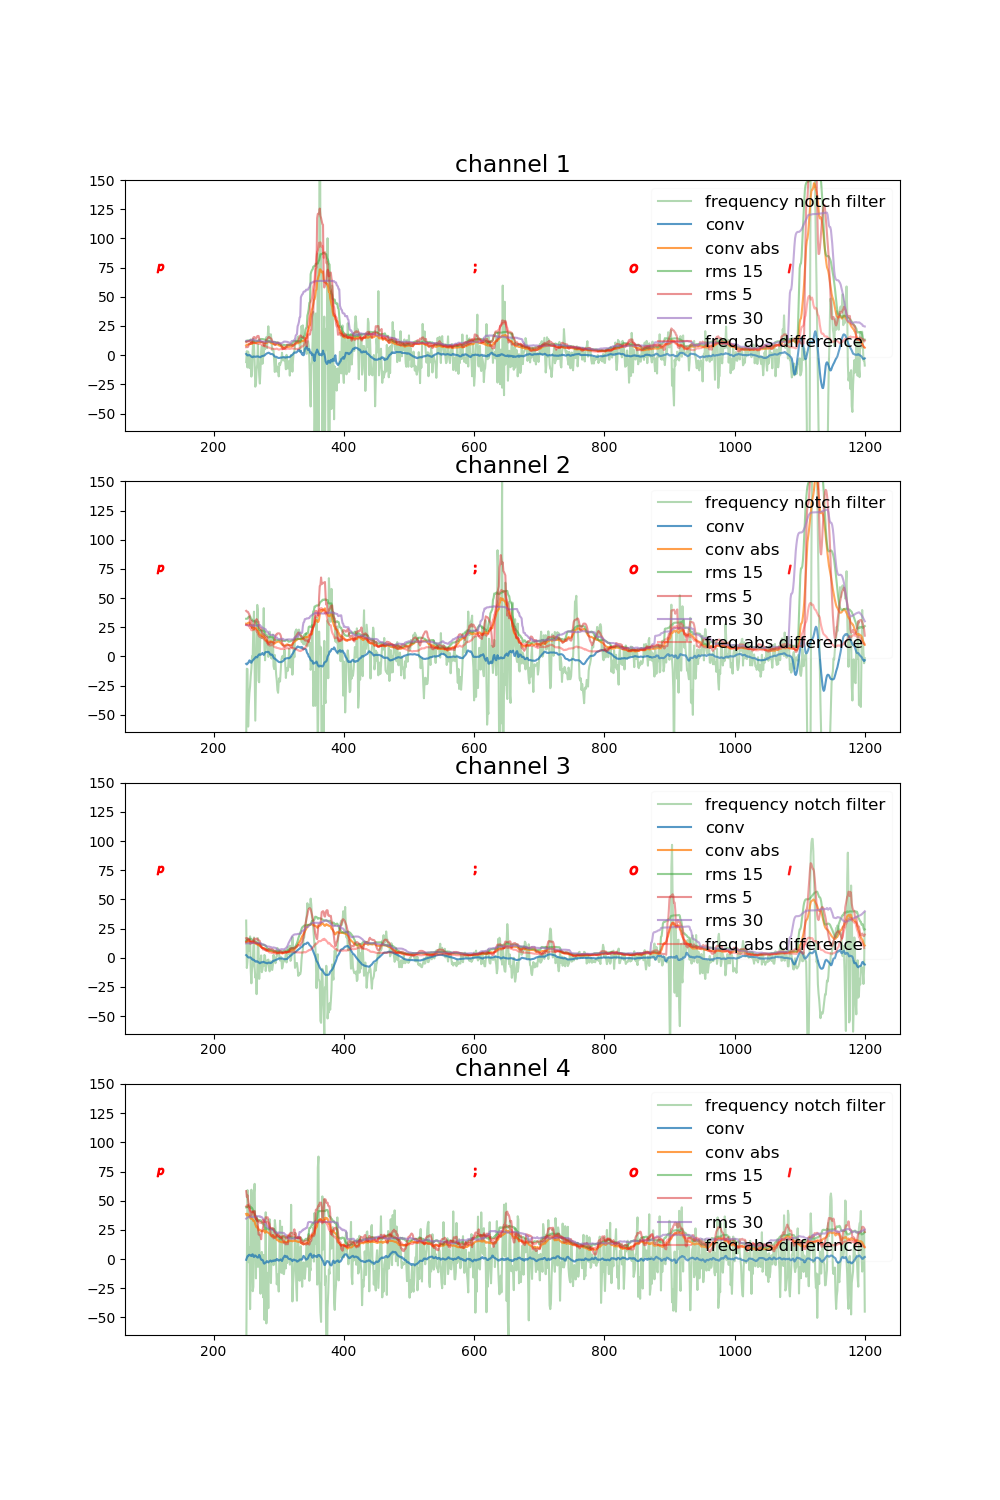 channel 1
150
125
100
75
50
25
0
−25
−50
p ; o l
frequency notch filter
conv
conv abs
rms 15
rms 5
rms 30
freq abs difference
200 400 600 800 1000 1200
channel 2
150
125
100
75
50
25
0
−25
−50
p ; o l
frequency notch filter
conv
conv abs
rms 15
rms 5
rms 30
freq abs difference
200 400 600 800 1000 1200
channel 3
150
125
100
75
50
25
0
−25
−50
p ; o l
frequency notch filter
conv
conv abs
rms 15
rms 5
rms 30
freq abs difference
200 400 600 800 1000 1200
channel 4
150
125
100
75
50
25
0
−25
−50
p ; o l
frequency notch filter
conv
conv abs
rms 15
rms 5
rms 30
freq abs difference
200 400 600 800 1000 1200